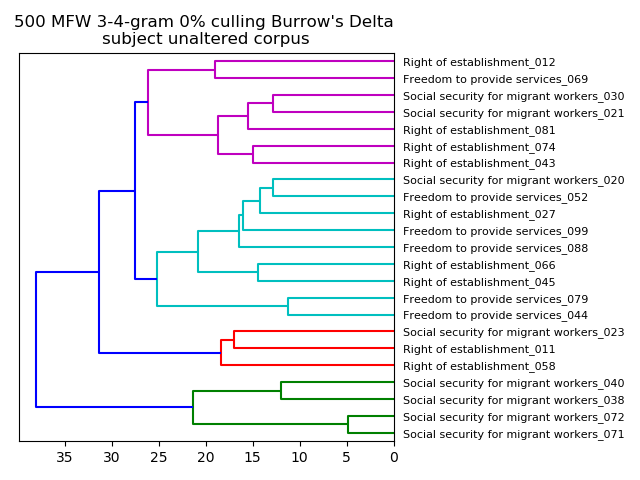 500 MFW 3-4-gram 0% culling Burrow's Delta
subject unaltered corpus
Right of establishment_012
Freedom to provide services_069
Social security for migrant workers_030
Social security for migrant workers_021
Right of establishment_081
Right of establishment_074
Right of establishment_043
Social security for migrant workers_020
Freedom to provide services_052
Right of establishment_027
Freedom to provide services_099
Freedom to provide services_088
Right of establishment_066
Right of establishment_045
Freedom to provide services_079
Freedom to provide services_044
Social security for migrant workers_023
Right of establishment_011
Right of establishment_058
Social security for migrant workers_040
Social security for migrant workers_038
Social security for migrant workers_072
Social security for migrant workers_071
35 30 25 20 15 10 5 0